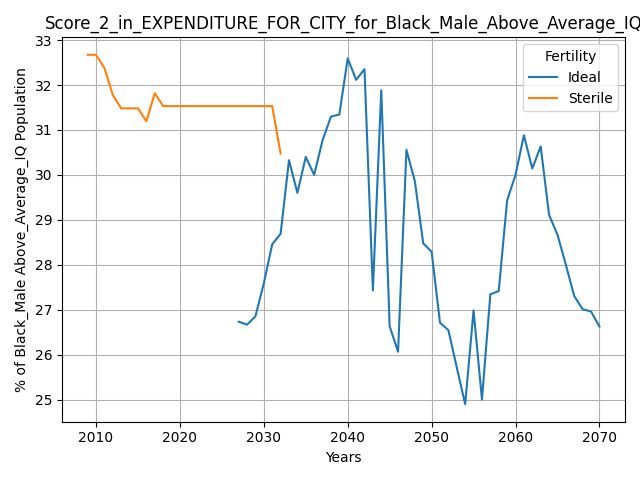 Score_2_in_EXPENDITURE_FOR_CITY_for_Black_Male_Above_Average_IQ
% of Black_Male Above_Average_IQ Population
33
32
31
30
29
28
27
26
25
Fertility
Ideal
Sterile
2010 2020 2030 2040 2050 2060 2070
Years